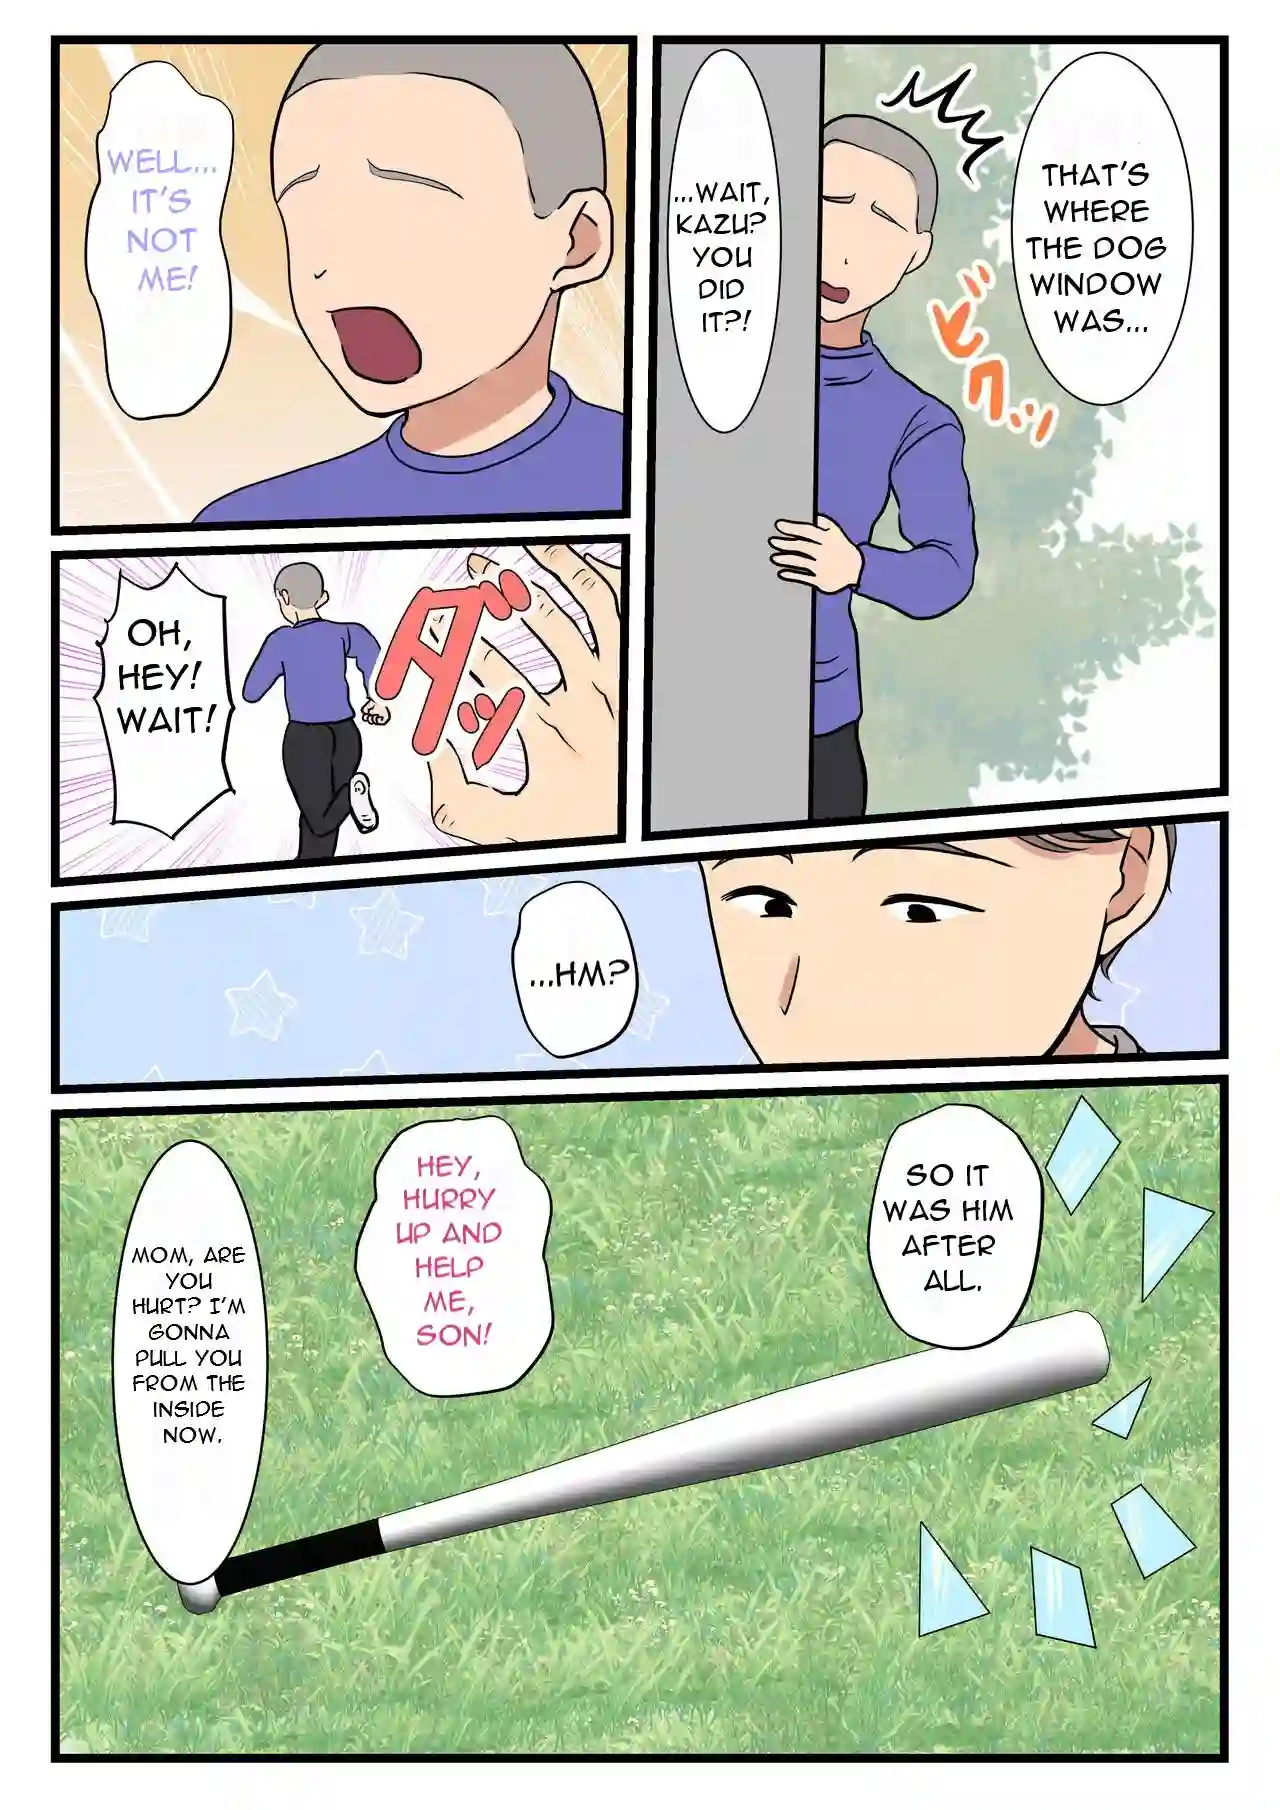 THAT'S
WHERE
THE DOG
WINDOW
WAS...
ビクッ
...WAIT,
KAZU?
YOU
DID
IT?!
WELL...
IT'S
NOT
ME!
OH,
HEY!
WAIT!
ダッ
...HM?
SO IT
WAS HIM
AFTER
ALL.
HEY,
HURRY
UP AND
HELP
ME,
SON!
MOM, ARE
YOU
HURT? I'M
GONNA
PULL YOU
FROM THE
INSIDE
NOW.